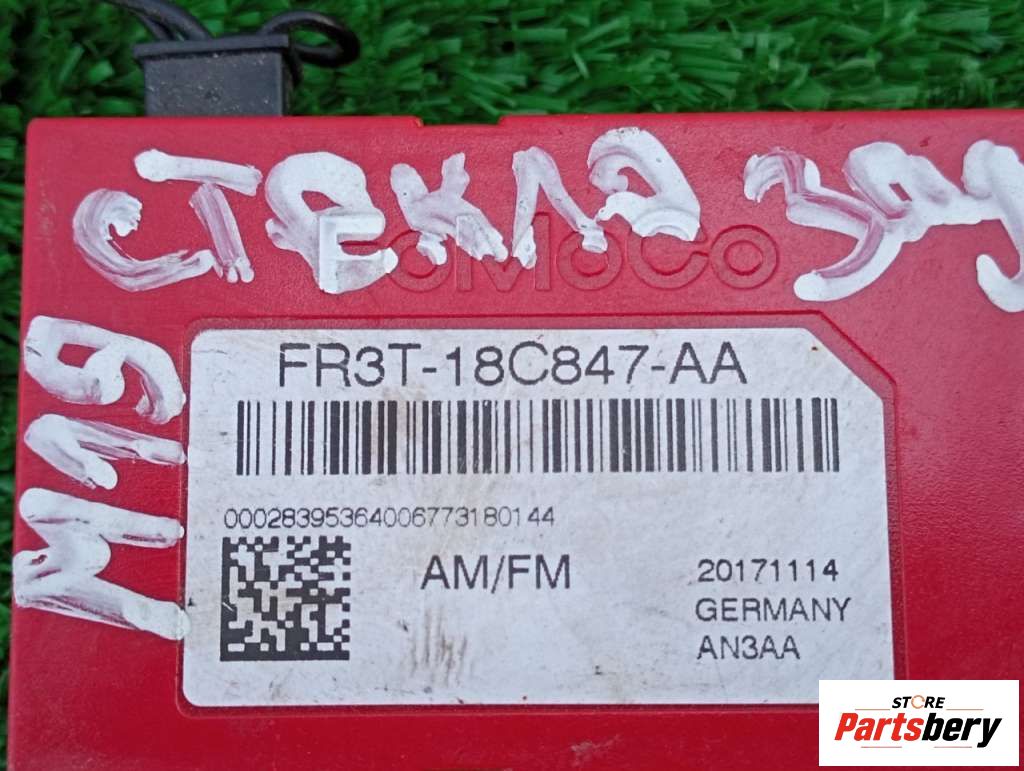 СТЕКЛА ЗАД
M19
FoMoCo
FR3T-18C847-AA
00028395364006773180144
AM/FM
20171114
GERMANY
AN3AA
STORE
Partsbery